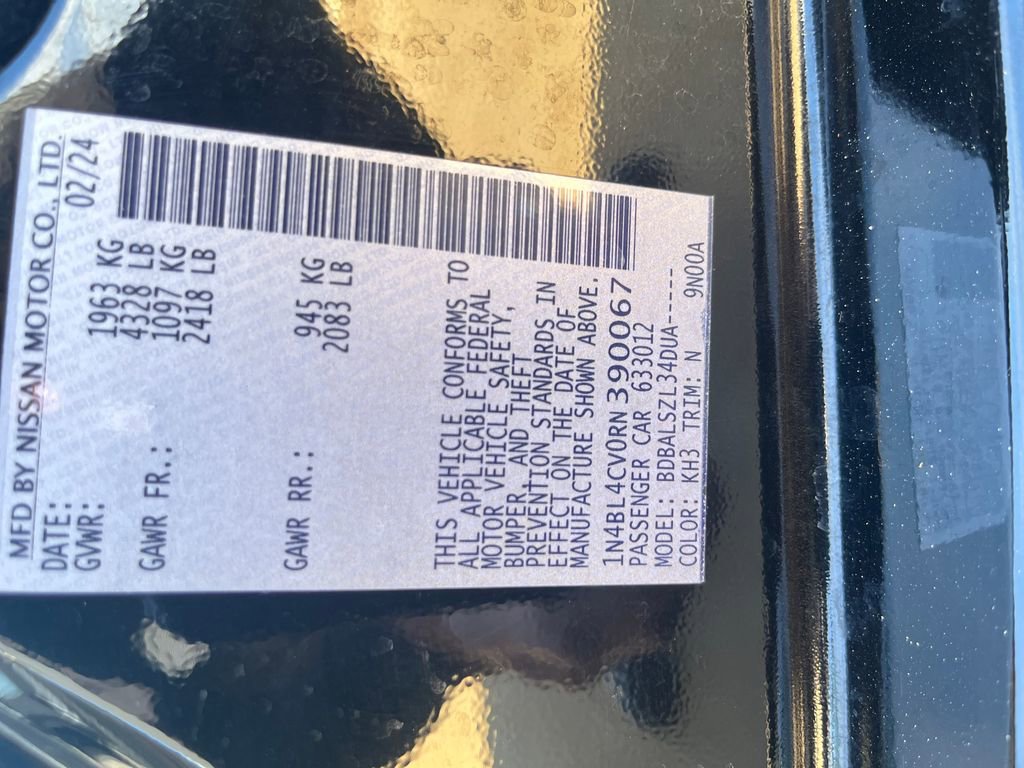 MFD BY NISSAN MOTOR CO., LTD.
DATE: 02/24
GVWR: 1963 KG
4328 LB
GAWR FR.: 1097 KG
2418 LB
GAWR RR.: 945 KG
2083 LB
THIS VEHICLE CONFORMS TO
ALL APPLICABLE FEDERAL
MOTOR VEHICLE SAFETY,
BUMPER, AND THEFT
PREVENTION STANDARDS IN
EFFECT ON THE DATE OF
MANUFACTURE SHOWN ABOVE.
1N4BL4CV0RN390067
PASSENGER CAR 633012
MODEL: BDBALSZL34DUA-----
COLOR: KH3 TRIM: N 9N00A